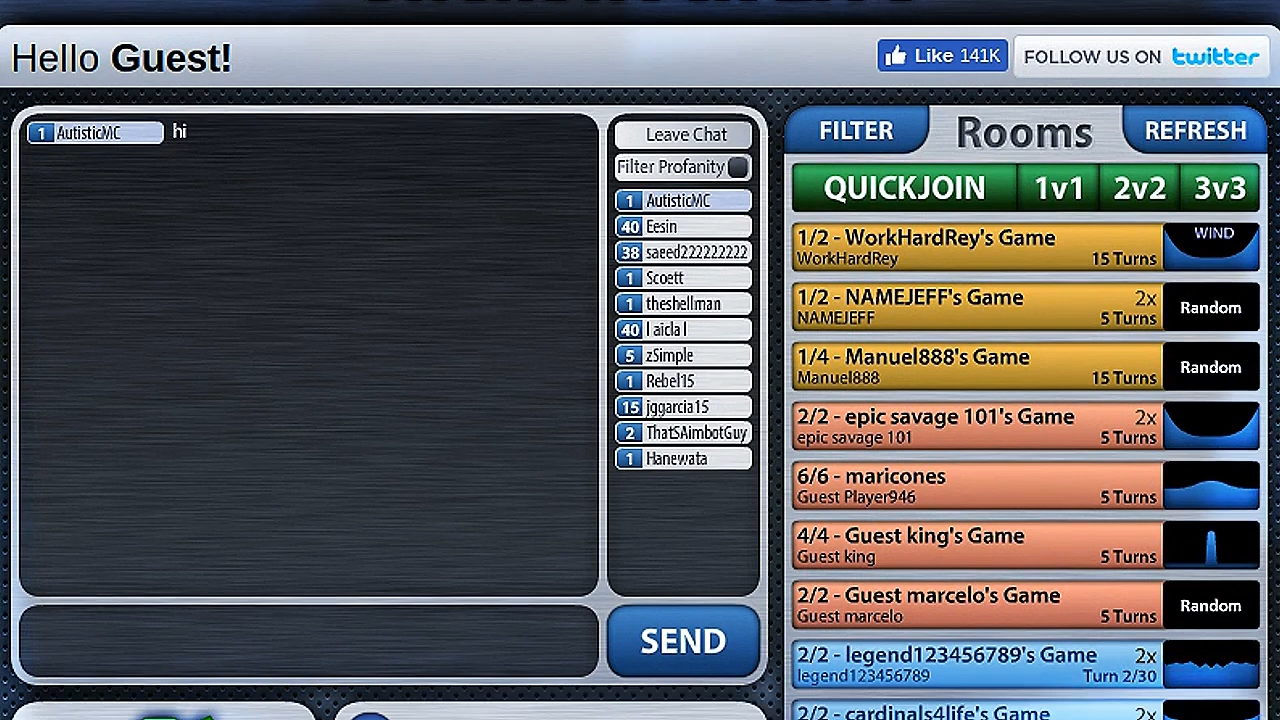 Hello Guest!
Like 141K
FOLLOW US ON twitter
1 AutisticMC hi
Leave Chat
Filter Profanity
1 AutisticMC
40 Eesin
38 saeed222222222
1 Scoett
1 theshellman
40 l aicla l
5 zSimple
1 Rebel15
15 jggarcia15
2 ThatSAimbotGuy
1 Hanewata
SEND
FILTER Rooms REFRESH
QUICKJOIN 1v1 2v2 3v3
1/2 - WorkHardRey's Game
WorkHardRey 15 Turns
WIND
1/2 - NAMEJEFF's Game 2x
NAMEJEFF 5 Turns
Random
1/4 - Manuel888's Game
Manuel888 15 Turns
Random
2/2 - epic savage 101's Game 2x
epic savage 101 5 Turns
6/6 - maricones
Guest Player946 5 Turns
4/4 - Guest king's Game
Guest king 5 Turns
2/2 - Guest marcelo's Game
Guest marcelo 5 Turns
Random
2/2 - legend123456789's Game 2x
legend123456789 Turn 2/30
2/2 - cardinals4life's Game 2x